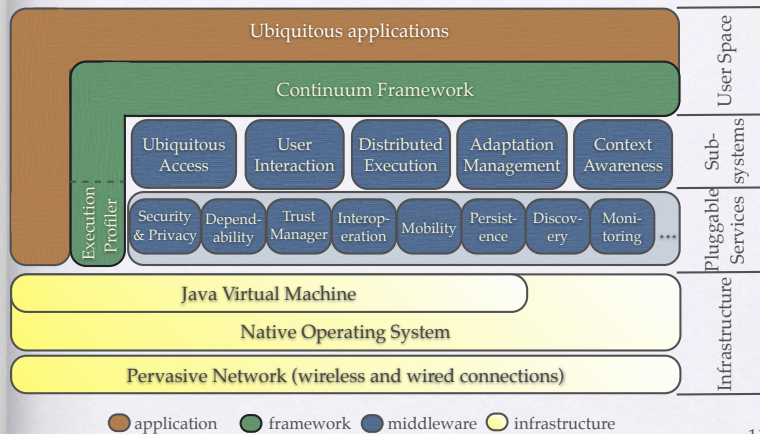 Ubiquitous applications
Continuum Framework
Execution
Profiler
Ubiquitous
Access
User
Interaction
Distributed
Execution
Adaptation
Management
Context
Awareness
Security
& Privacy
Depend-
ability
Trust
Manager
Interop-
eration
Mobility
Persist-
ence
Discov-
ery
Moni-
toring
...
Java Virtual Machine
Native Operating System
Pervasive Network (wireless and wired connections)
User Space
Sub-
systems
Pluggable
Services
Infrastructure
application
framework
middleware
infrastructure